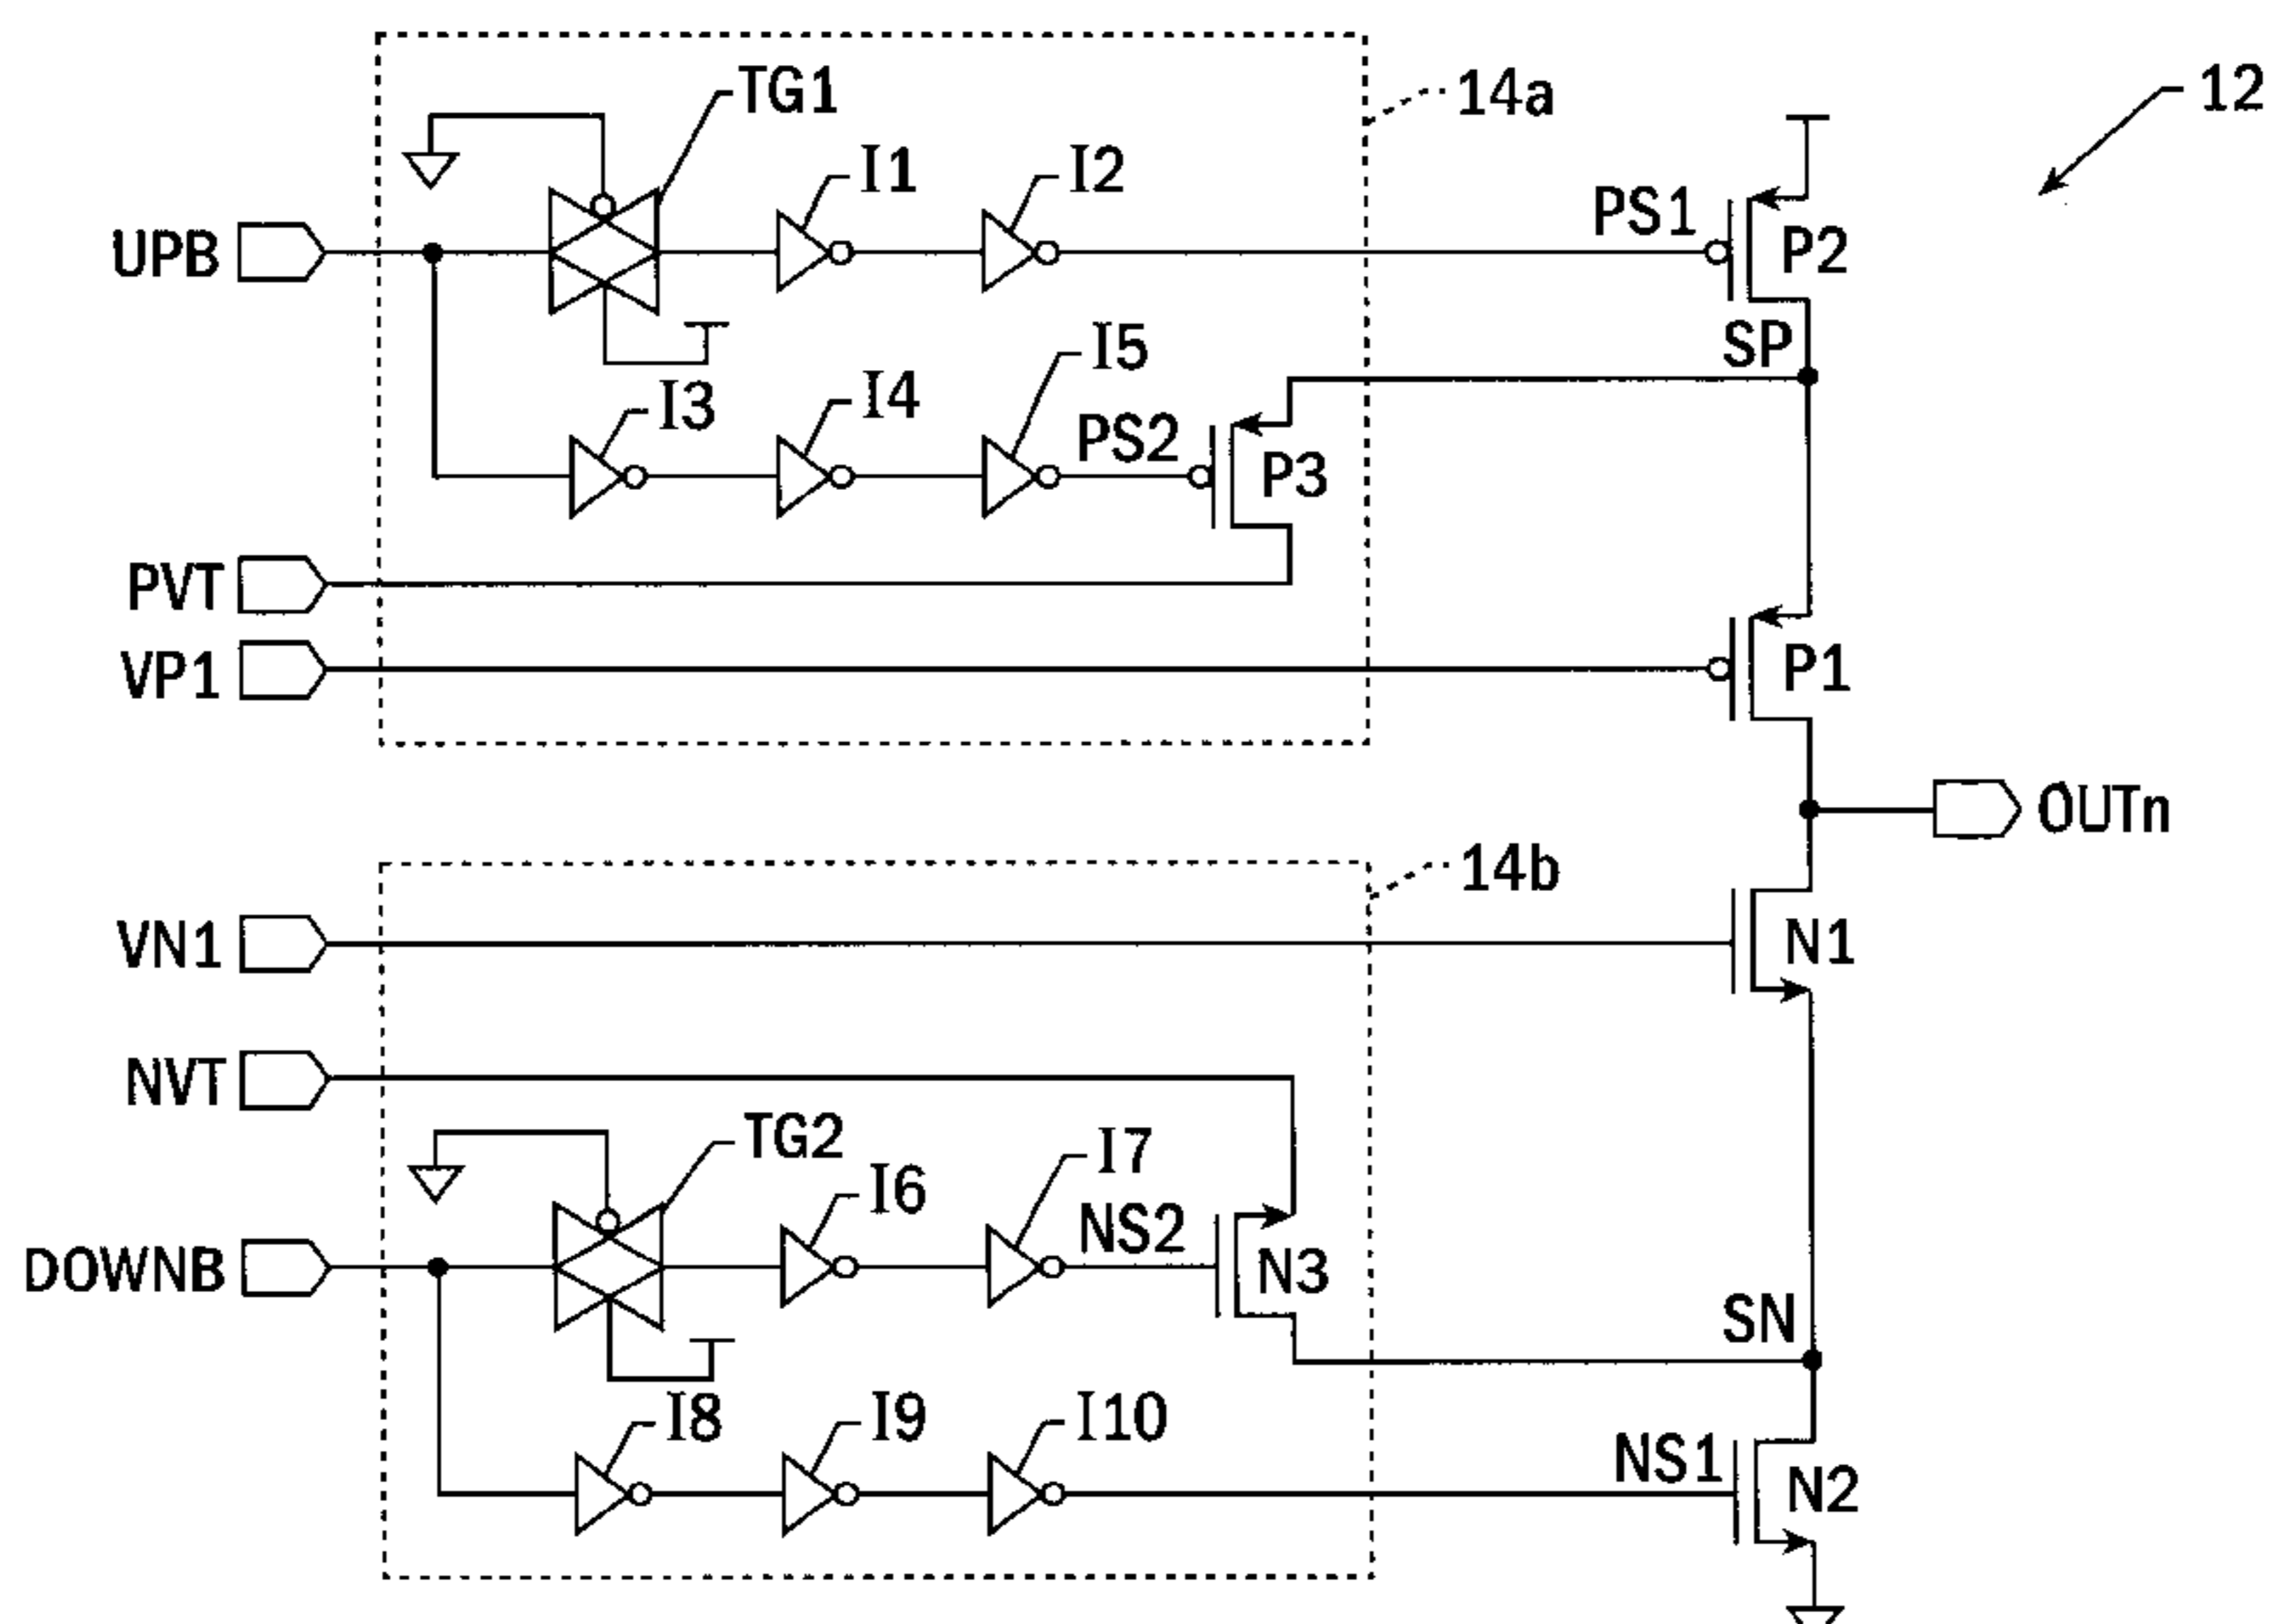 TG1
14a
12
I1
I2
PS1
UPB
P2
SP
I3
I4
I5
PS2
P3
PVT
VP1
P1
OUTn
14b
VN1
N1
NVT
TG2
I6
I7
NS2
DOWNB
N3
SN
I8
I9
I10
NS1
N2